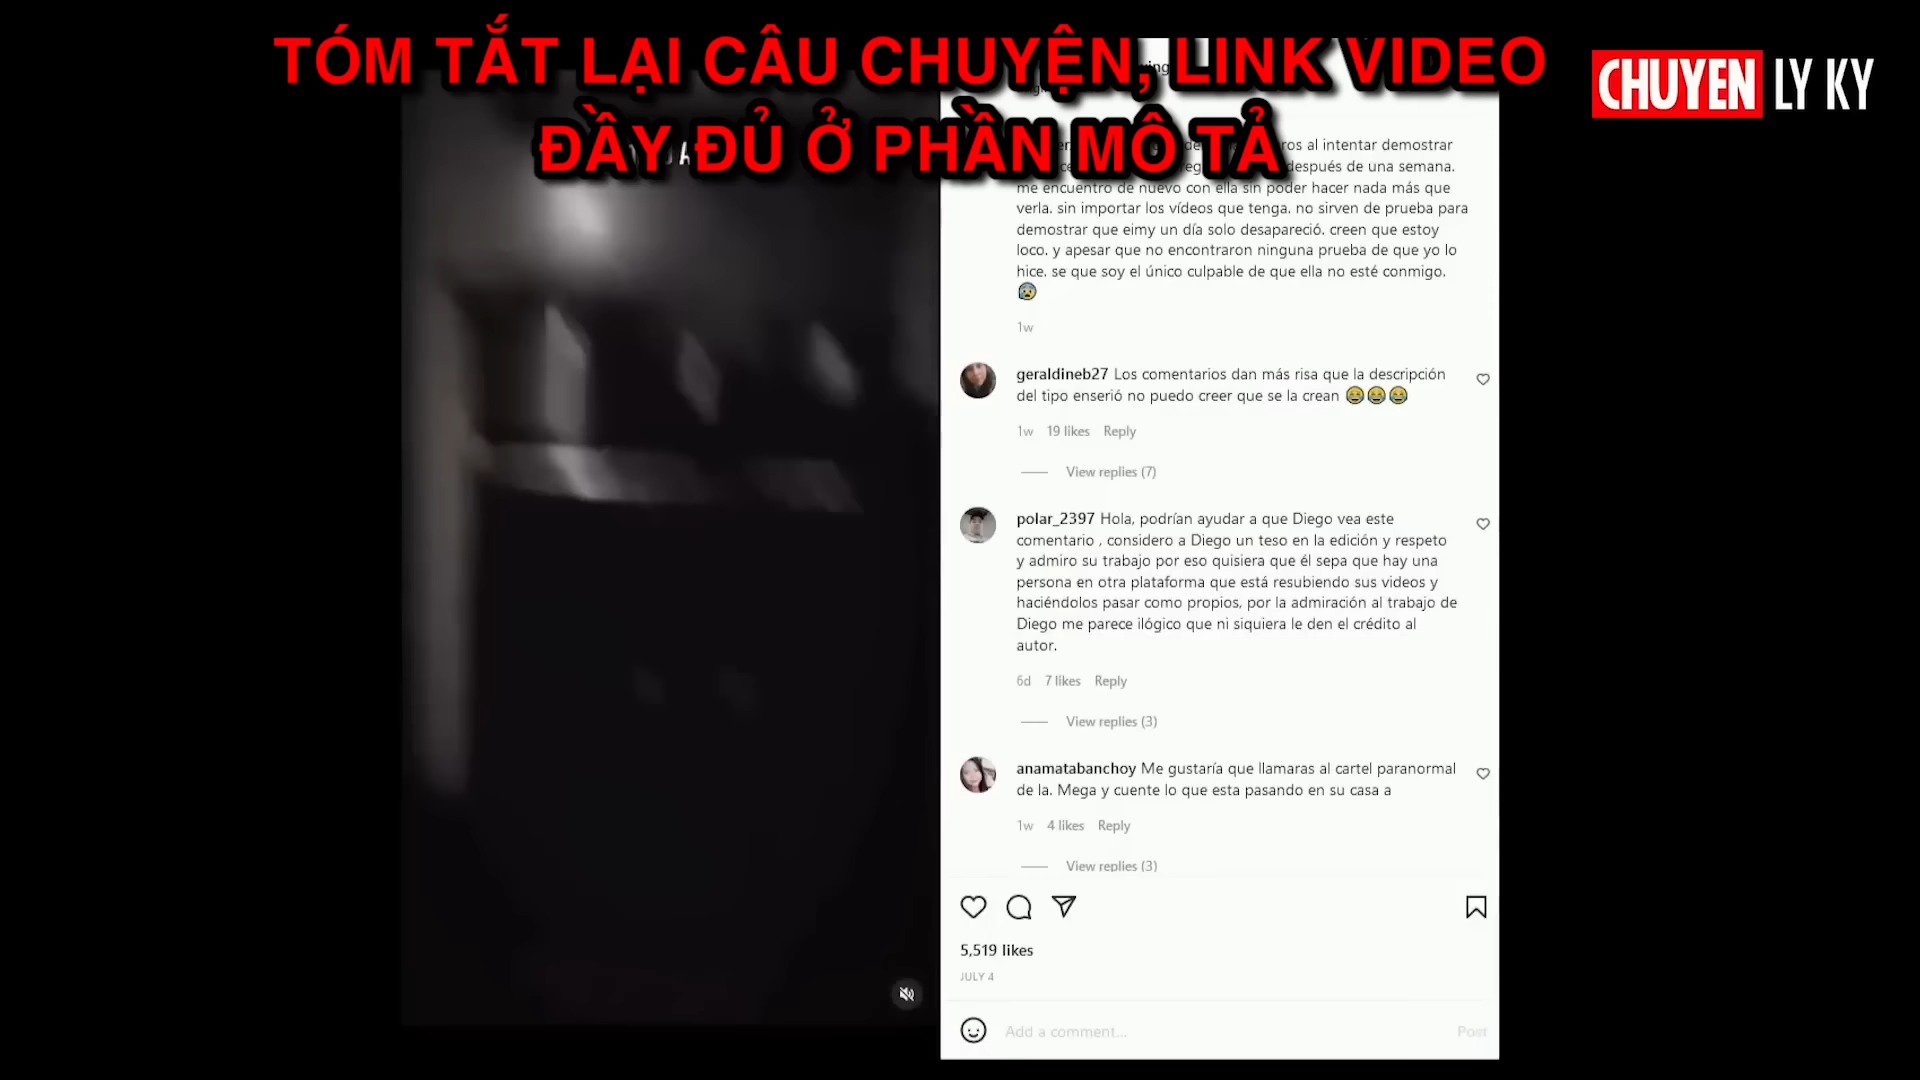 TÓM TẮT LẠI CÂU CHUYỆN, LINK VIDEO
ĐẦY ĐỦ Ở PHẦN MÔ TẢ
CHUYEN LY KY
ros al intentar demostrar
después de una semana.
me encuentro de nuevo con ella sin poder hacer nada más que
verla. sin importar los vídeos que tenga. no sirven de prueba para
demostrar que eimy un día solo desapareció. creen que estoy
loco. y apesar que no encontraron ninguna prueba de que yo lo
hice. se que soy el único culpable de que ella no esté conmigo.
😰
1w
geraldineb27 Los comentarios dan más risa que la descripción
del tipo enserió no puedo creer que se la crean 😂😂😂
1w 19 likes Reply
View replies (7)
polar_2397 Hola, podrían ayudar a que Diego vea este
comentario , considero a Diego un teso en la edición y respeto
y admiro su trabajo por eso quisiera que él sepa que hay una
persona en otra plataforma que está resubiendo sus videos y
haciéndolos pasar como propios, por la admiración al trabajo de
Diego me parece ilógico que ni siquiera le den el crédito al
autor.
6d 7 likes Reply
View replies (3)
anamatabanchoy Me gustaría que llamaras al cartel paranormal
de la. Mega y cuente lo que esta pasando en su casa a
1w 4 likes Reply
View replies (3)
5,519 likes
JULY 4
Add a comment...
Post